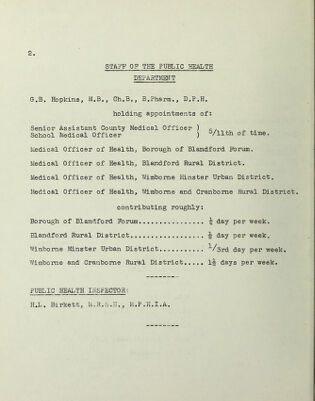 2.
STAFF OF THE PUBLIC HEALTH
DEPARTMENT
G.B. Hopkins, M.B., Ch.B., B.Pharm., D.P.H.
holding appointments of:
Senior Assistant County Medical Officer )
School Medical Officer ) 5/11th of time.
Medical Officer of Health, Borough of Blandford Forum.
Medical Officer of Health, Blandford Rural District.
Medical Officer of Health, Wimborne Minster Urban District.
Medical Officer of Health, Wimborne and Cranborne Rural District.
contributing roughly:
Borough of Blandford Forum................ ½ day per week.
Blandford Rural District.................. ½ day per week.
Wimborne Minster Urban District........... 1/3rd day per week.
Wimborne and Cranborne Rural District..... 1½ days per week.
PUBLIC HEALTH INSPECTOR:
H.L. Birkett, M.R.S.H., M.P.H.I.A.